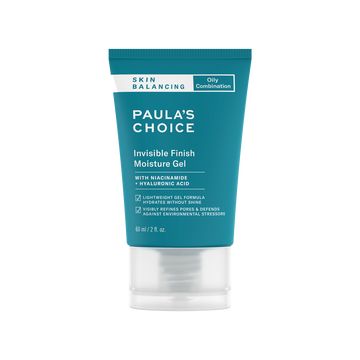 SKIN
BALANCING
Oily
Combination
PAULA'S
CHOICE
Invisible Finish
Moisture Gel
WITH NIACINAMIDE
+ HYALURONIC ACID
LIGHTWEIGHT GEL FORMULA
HYDRATES WITHOUT SHINE
VISIBLY REFINES PORES & DEFENDS
AGAINST ENVIRONMENTAL STRESSORS
60 ml / 2 fl. oz.